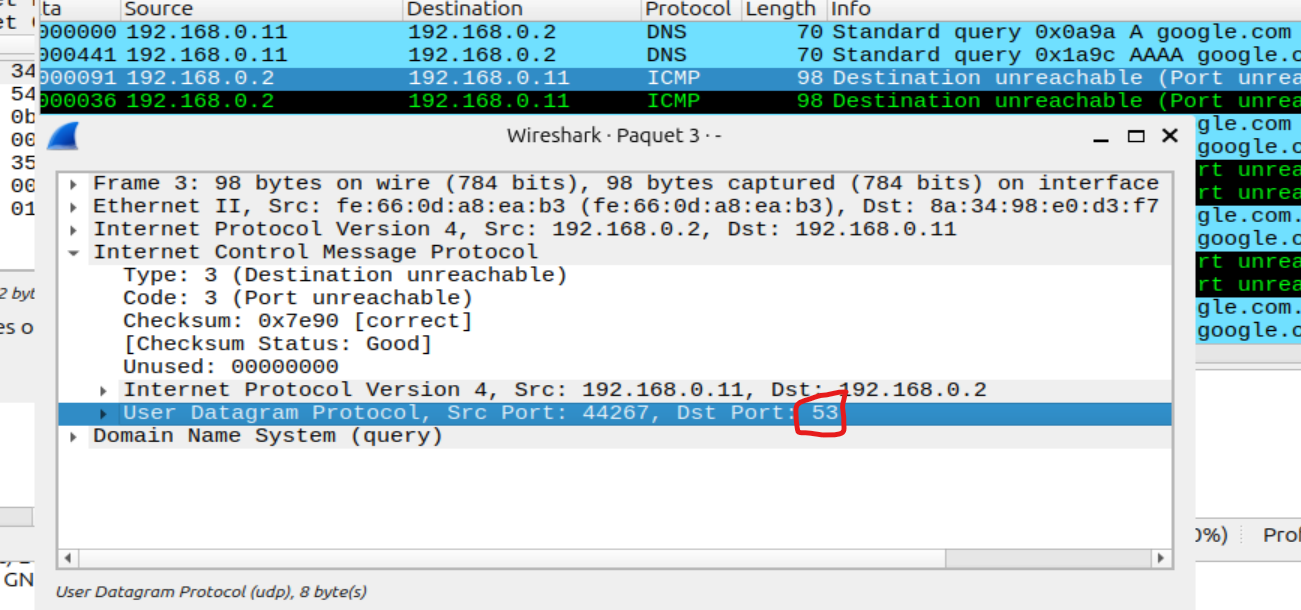 ta Source Destination Protocol Length Info
000000 192.168.0.11 192.168.0.2 DNS 70 Standard query 0x0a9a A google.com
000441 192.168.0.11 192.168.0.2 DNS 70 Standard query 0x1a9c AAAA google.c
000091 192.168.0.2 192.168.0.11 ICMP 98 Destination unreachable (Port unrea
000036 192.168.0.2 192.168.0.11 ICMP 98 Destination unreachable (Port unrea
34
54
0b
00
35
00
01
2 byt
es o
GN
Wireshark · Paquet 3 · -
Frame 3: 98 bytes on wire (784 bits), 98 bytes captured (784 bits) on interface
Ethernet II, Src: fe:66:0d:a8:ea:b3 (fe:66:0d:a8:ea:b3), Dst: 8a:34:98:e0:d3:f7
Internet Protocol Version 4, Src: 192.168.0.2, Dst: 192.168.0.11
Internet Control Message Protocol
Type: 3 (Destination unreachable)
Code: 3 (Port unreachable)
Checksum: 0x7e90 [correct]
[Checksum Status: Good]
Unused: 00000000
Internet Protocol Version 4, Src: 192.168.0.11, Dst: 192.168.0.2
User Datagram Protocol, Src Port: 44267, Dst Port: 53
Domain Name System (query)
User Datagram Protocol (udp), 8 byte(s)
gle.com
google.c
rt unrea
rt unrea
gle.com.
google.c
rt unrea
rt unrea
gle.com.
google.c
0%) Prof